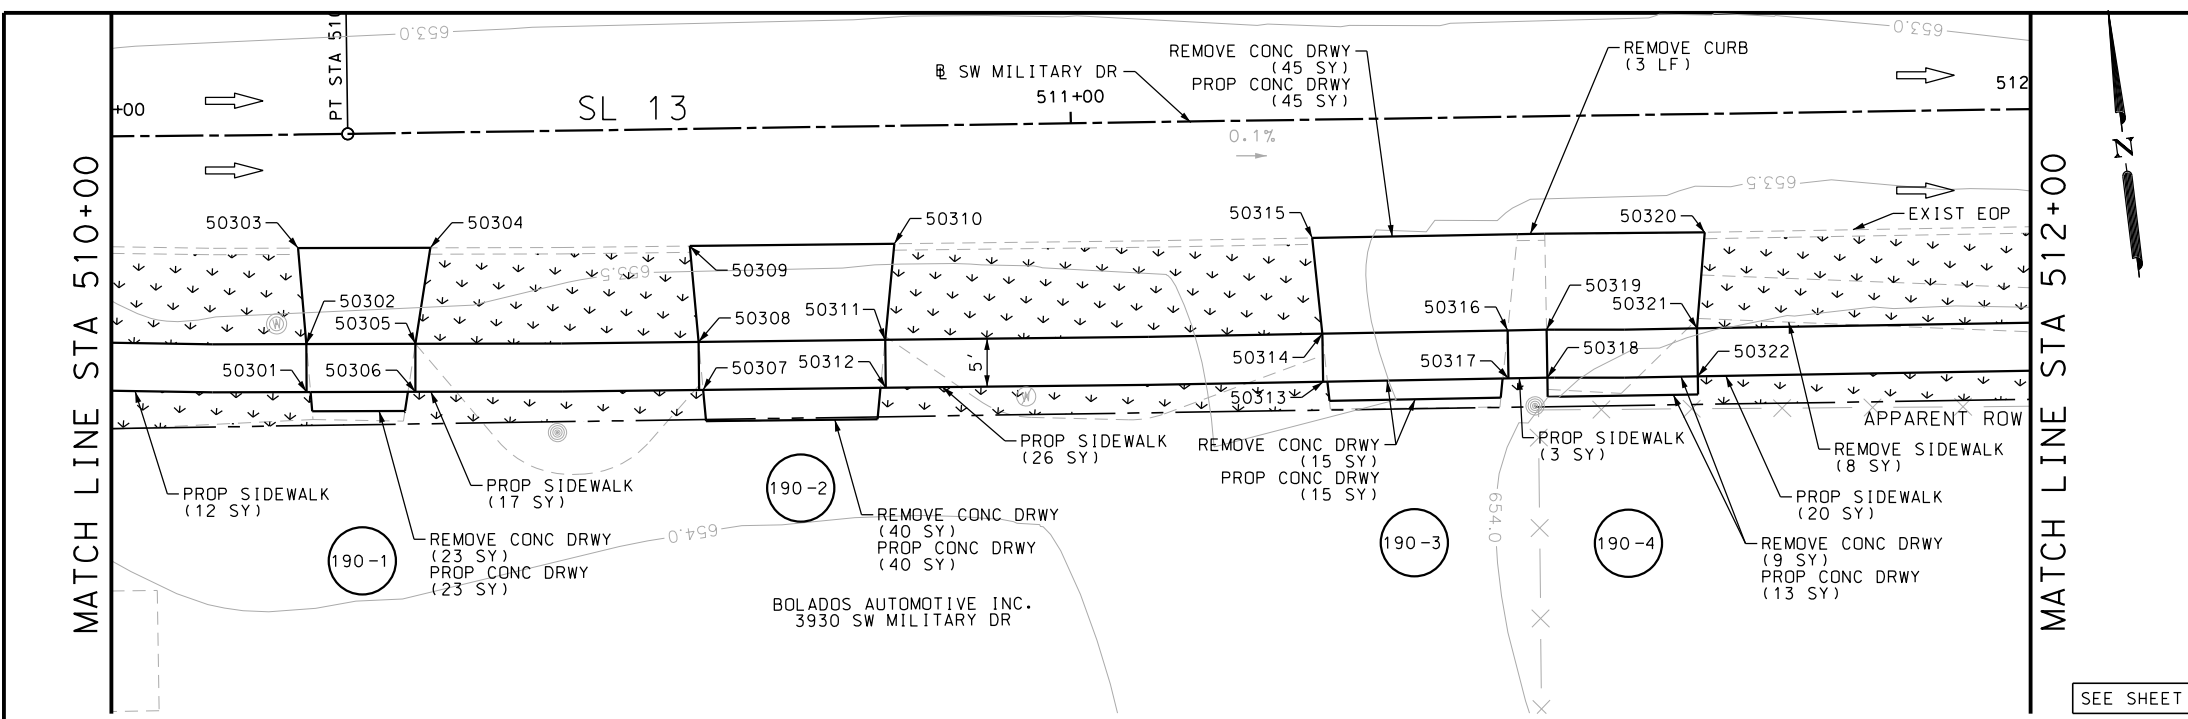 MATCH LINE STA 510+00
+00
PT STA 510
653.0
SL 13
℄ SW MILITARY DR
511+00
REMOVE CONC DRWY
(45 SY)
PROP CONC DRWY
(45 SY)
0.1%
REMOVE CURB
(3 LF)
653.0
512
N
653.5
EXIST EOP
50303
50304
50310
50315
50320
653.5
50309
50302
50305
50308
50311
50316
50319
50321
50301
50306
50307
50312
5'
50314
50313
50317
50318
50322
W
W
APPARENT ROW
PROP SIDEWALK
(12 SY)
PROP SIDEWALK
(17 SY)
PROP SIDEWALK
(26 SY)
REMOVE CONC DRWY
(15 SY)
PROP CONC DRWY
(15 SY)
PROP SIDEWALK
(3 SY)
REMOVE SIDEWALK
(8 SY)
PROP SIDEWALK
(20 SY)
190-1
REMOVE CONC DRWY
(23 SY)
PROP CONC DRWY
(23 SY)
190-2
REMOVE CONC DRWY
(40 SY)
PROP CONC DRWY
(40 SY)
654.0
654.0
190-3
190-4
REMOVE CONC DRWY
(9 SY)
PROP CONC DRWY
(13 SY)
BOLADOS AUTOMOTIVE INC.
3930 SW MILITARY DR
MATCH LINE STA 512+00
SEE SHEET